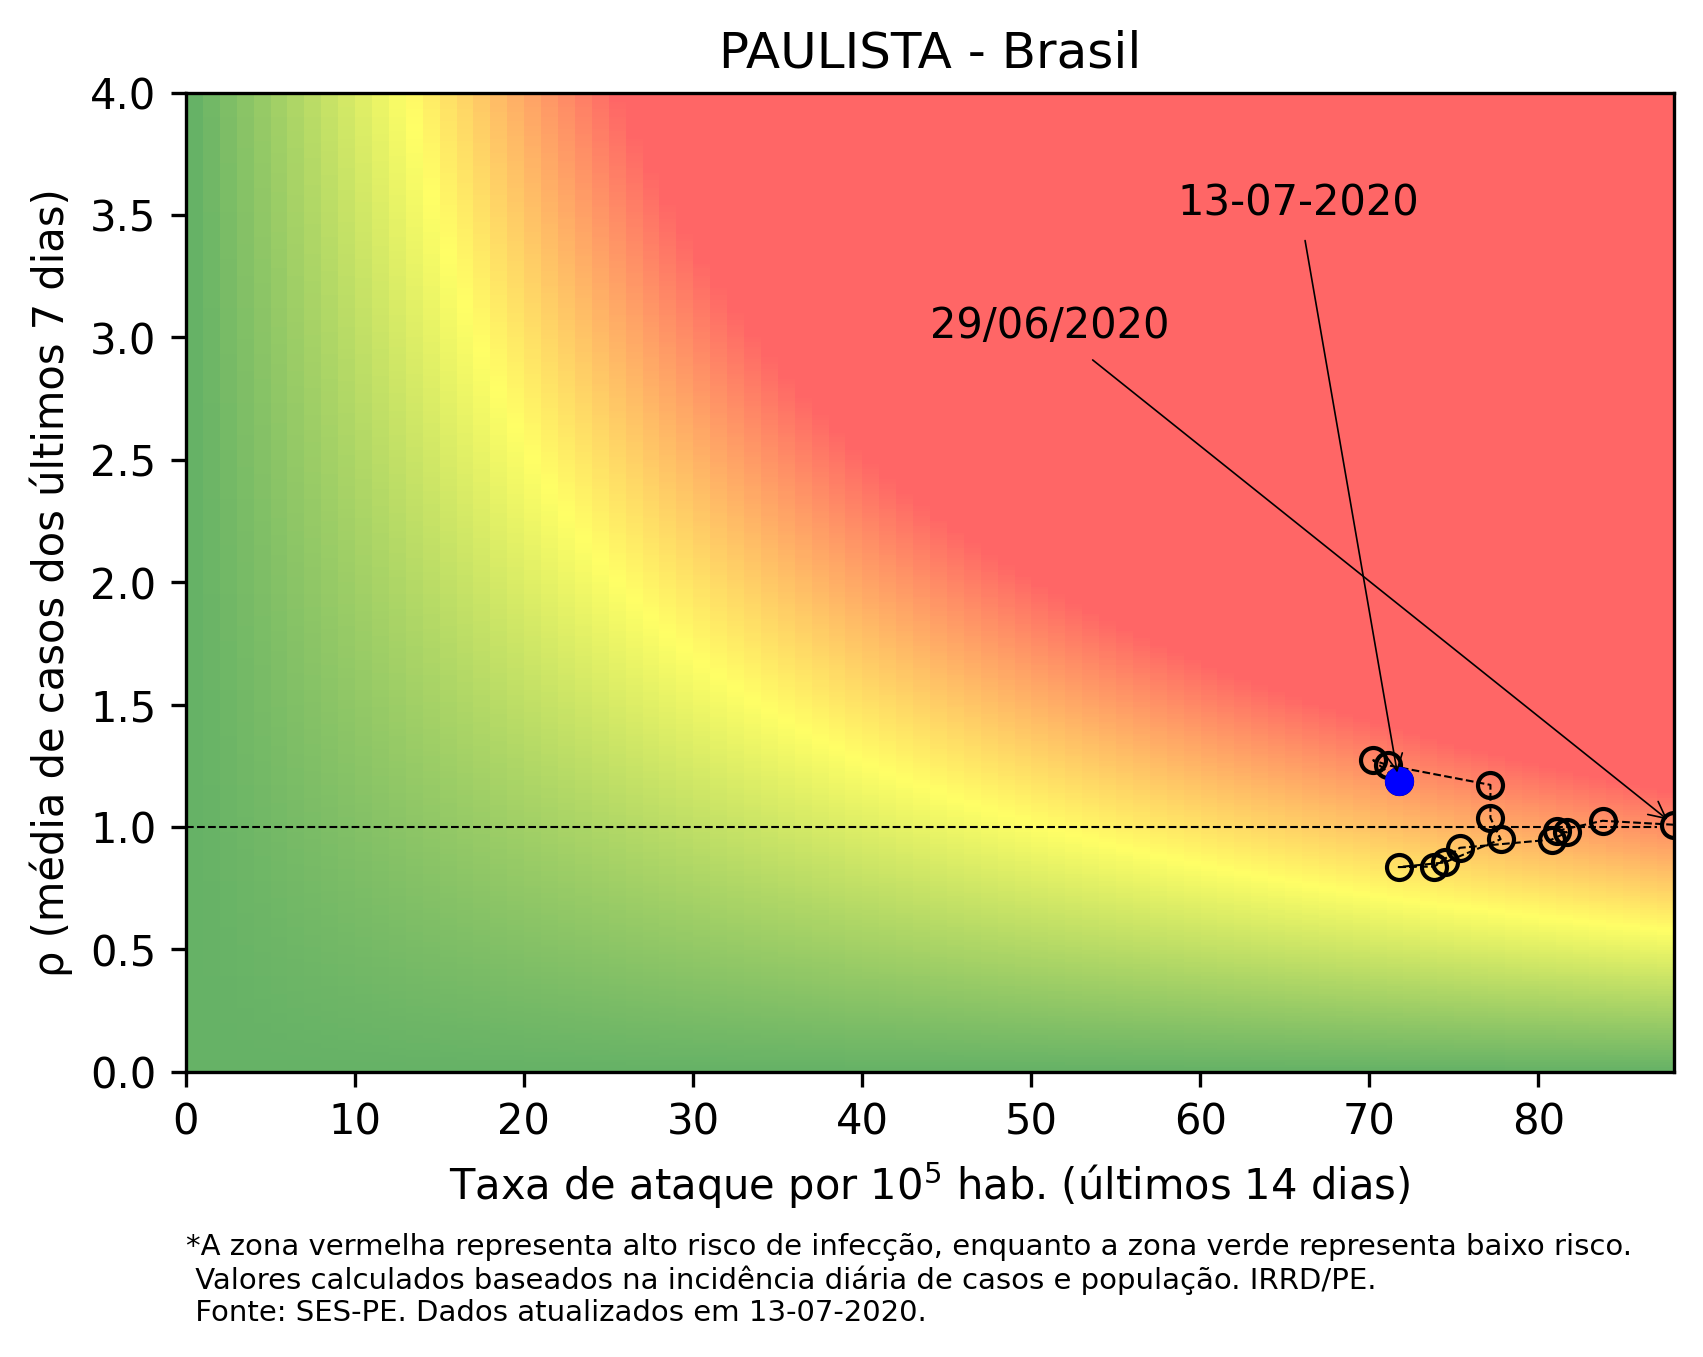 PAULISTA - Brasil
4.0
3.5
3.0
2.5
2.0
1.5
1.0
0.5
0.0
ρ (média de casos dos últimos 7 dias)
13-07-2020
29/06/2020
0 10 20 30 40 50 60 70 80
Taxa de ataque por 10⁵ hab. (últimos 14 dias)
*A zona vermelha representa alto risco de infecção, enquanto a zona verde representa baixo risco.
Valores calculados baseados na incidência diária de casos e população. IRRD/PE.
Fonte: SES-PE. Dados atualizados em 13-07-2020.